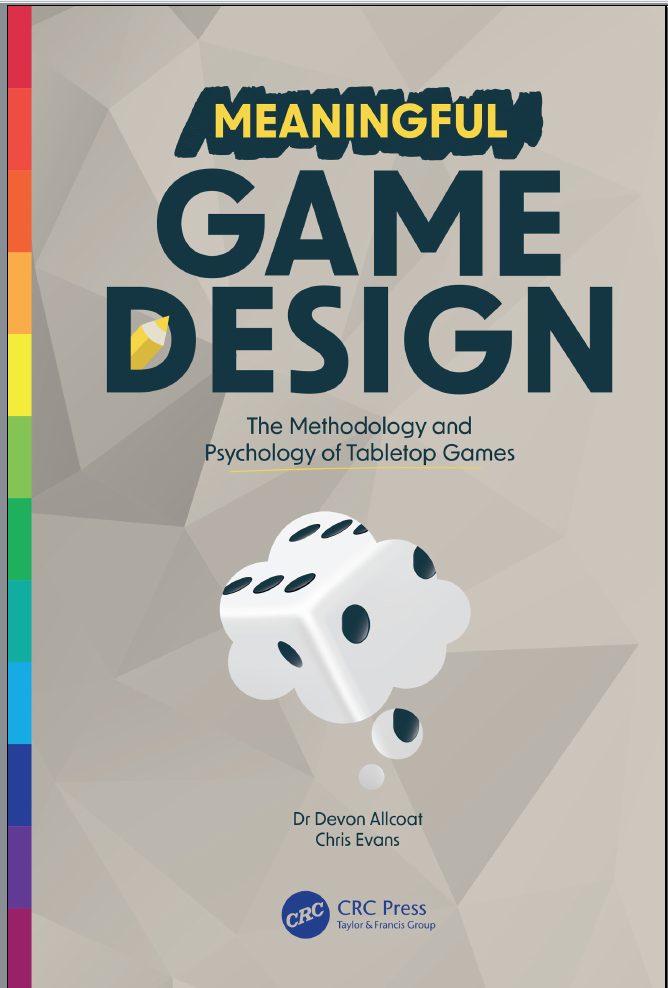 MEANINGFUL
GAME
DESIGN
The Methodology and
Psychology of Tabletop Games
Dr Devon Allcoat
Chris Evans
CRC CRC Press
Taylor & Francis Group